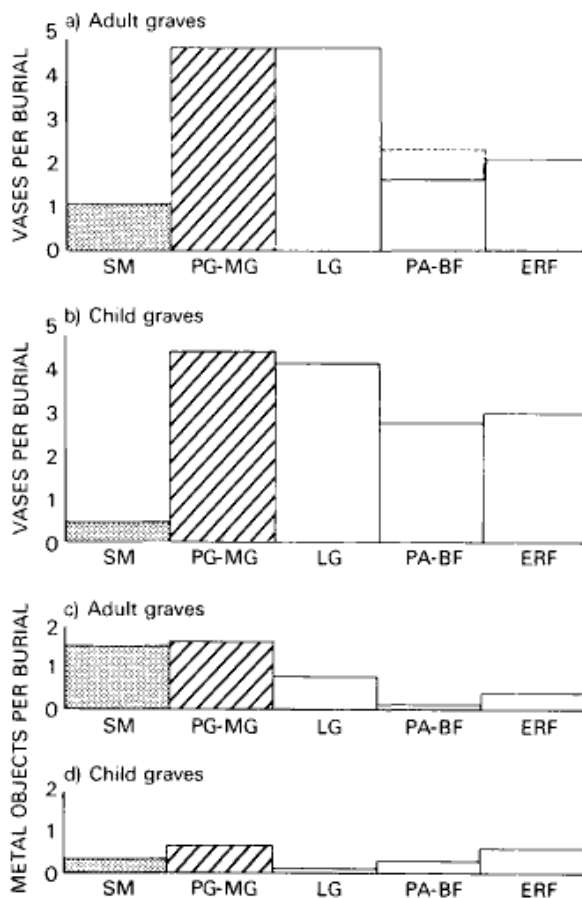 a) Adult graves
VASES PER BURIAL
5
4
3
2
1
0
SM PG-MG LG PA-BF ERF
b) Child graves
VASES PER BURIAL
5
4
3
2
1
0
SM PG-MG LG PA-BF ERF
METAL OBJECTS PER BURIAL
c) Adult graves
2
1
0
SM PG-MG LG PA-BF ERF
d) Child graves
2
1
0
SM PG-MG LG PA-BF ERF